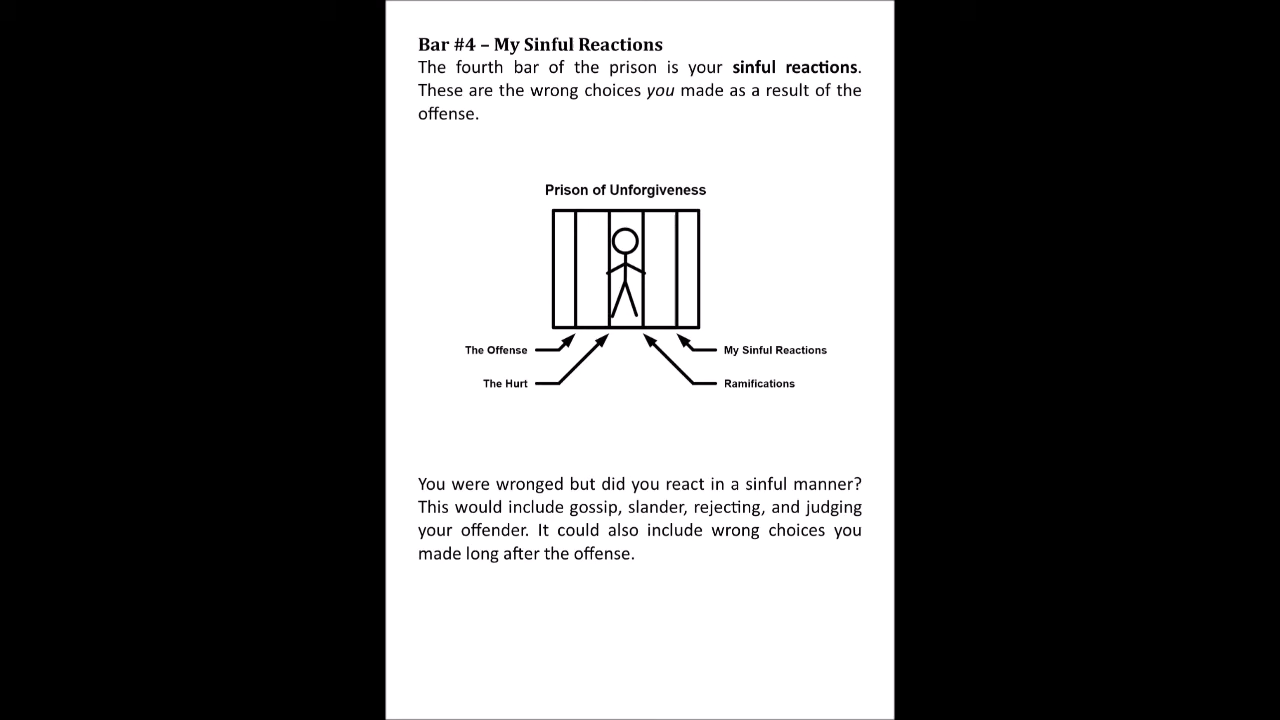 Bar #4 – My Sinful Reactions
The fourth bar of the prison is your sinful reactions.
These are the wrong choices you made as a result of the
offense.
Prison of Unforgiveness
The Offense
My Sinful Reactions
The Hurt
Ramifications
You were wronged but did you react in a sinful manner?
This would include gossip, slander, rejecting, and judging
your offender. It could also include wrong choices you
made long after the offense.